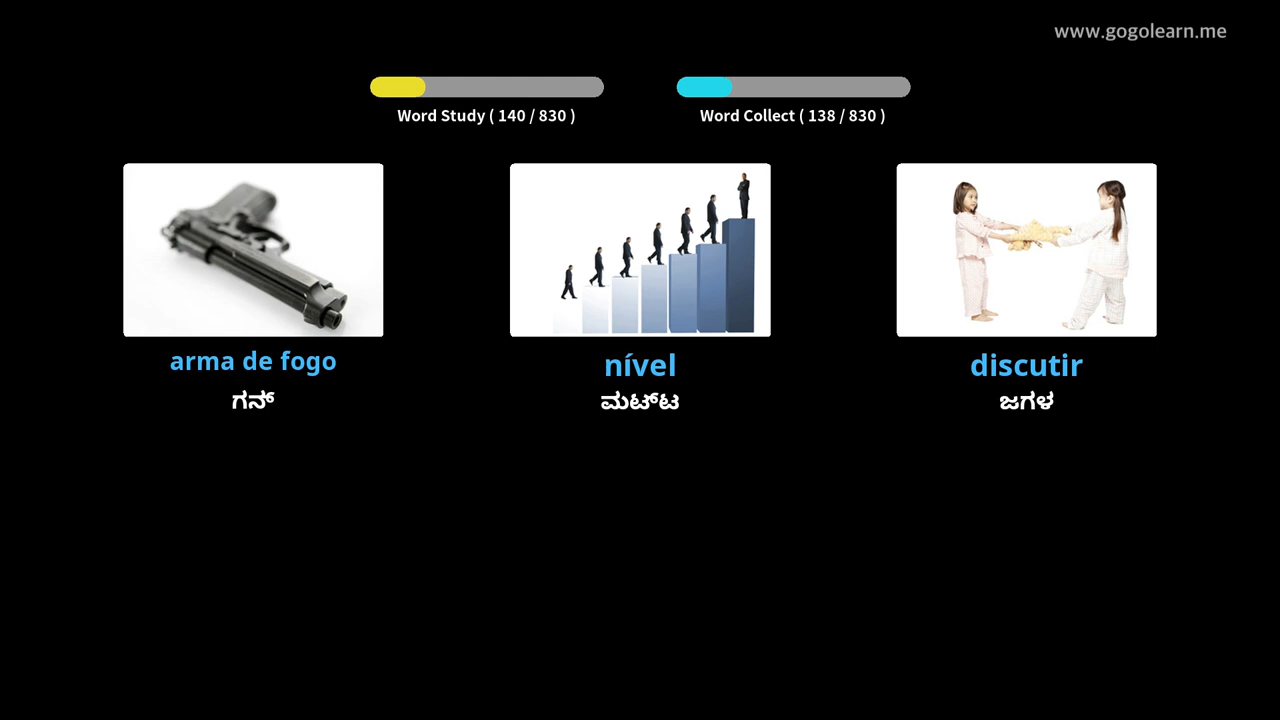 www.gogolearn.me
Word Study ( 140 / 830 )
Word Collect ( 138 / 830 )
arma de fogo
nível
discutir
ಗನ್
ಮಟ್ಟ
ಜಗಳ